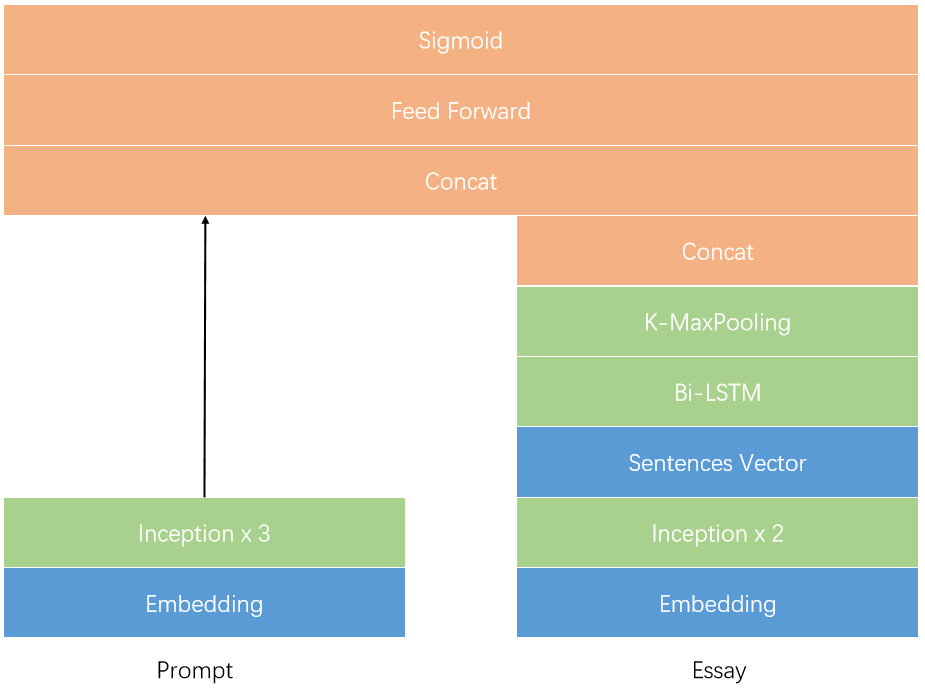 Sigmoid
Feed Forward
Concat
Concat
K-MaxPooling
Bi-LSTM
Sentences Vector
Inception x 3
Inception x 2
Embedding
Embedding
Prompt
Essay